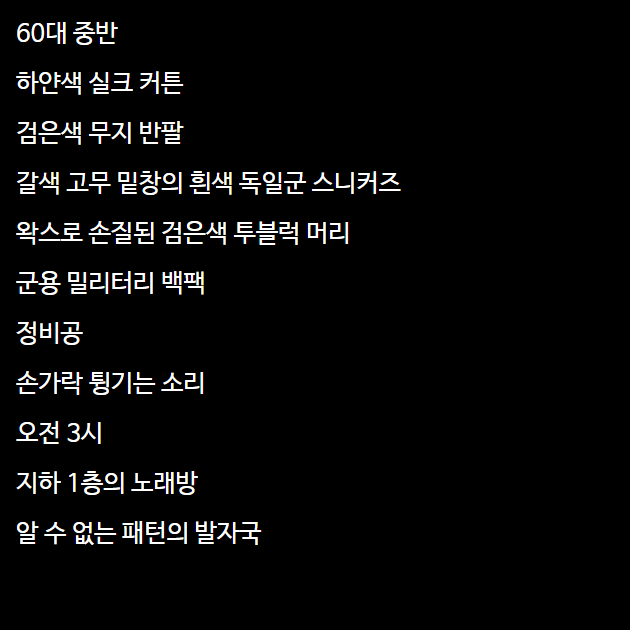 60대 중반
하얀색 실크 커튼
검은색 무지 반팔
갈색 고무 밑창의 흰색 독일군 스니커즈
왁스로 손질된 검은색 투블럭 머리
군용 밀리터리 백팩
정비공
손가락 튕기는 소리
오전 3시
지하 1층의 노래방
알 수 없는 패턴의 발자국